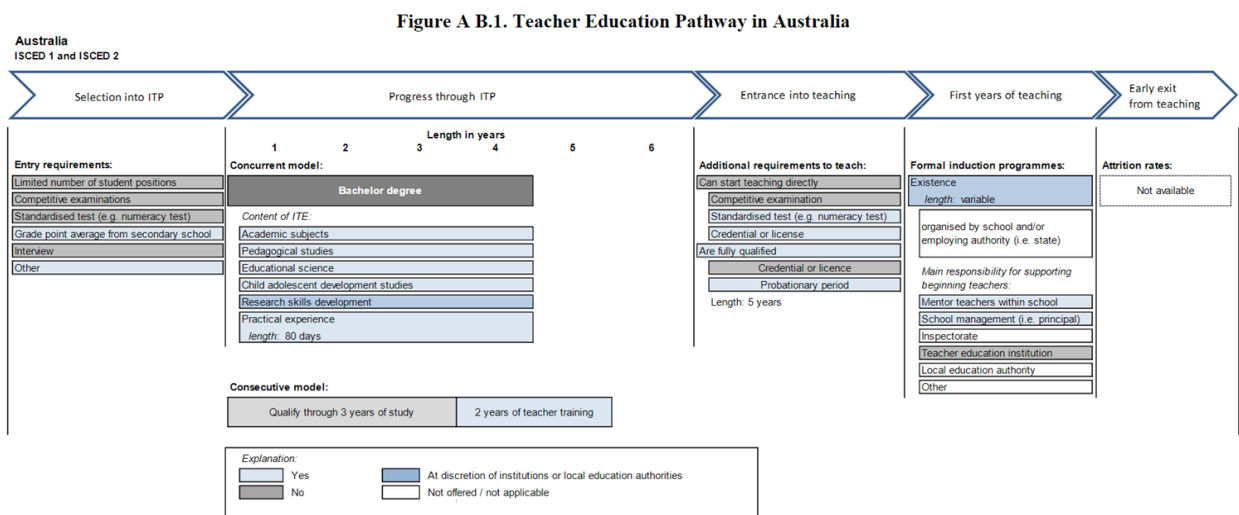 Figure A B.1. Teacher Education Pathway in Australia
Australia
ISCED 1 and ISCED 2
Selection into ITP
Progress through ITP
Entrance into teaching
First years of teaching
Early exit
from teaching
Length in years
1 2 3 4 5 6
Entry requirements:
Limited number of student positions
Competitive examinations
Standardised test (e.g. numeracy test)
Grade point average from secondary school
Interview
Other
Concurrent model:
Bachelor degree
Content of ITE:
Academic subjects
Pedagogical studies
Educational science
Child adolescent development studies
Research skills development
Practical experience
length: 80 days
Consecutive model:
Qualify through 3 years of study
2 years of teacher training
Additional requirements to teach:
Can start teaching directly
Competitive examination
Standardised test (e.g. numeracy test)
Credential or license
Are fully qualified
Credential or licence
Probationary period
Length: 5 years
Formal induction programmes:
Existence
length: variable
organised by school and/or
employing authority (i.e. state)
Main responsibility for supporting
beginning teachers:
Mentor teachers within school
School management (i.e. principal)
Inspectorate
Teacher education institution
Local education authority
Other
Attrition rates:
Not available
Explanation:
Yes
At discretion of institutions or local education authorities
No
Not offered / not applicable